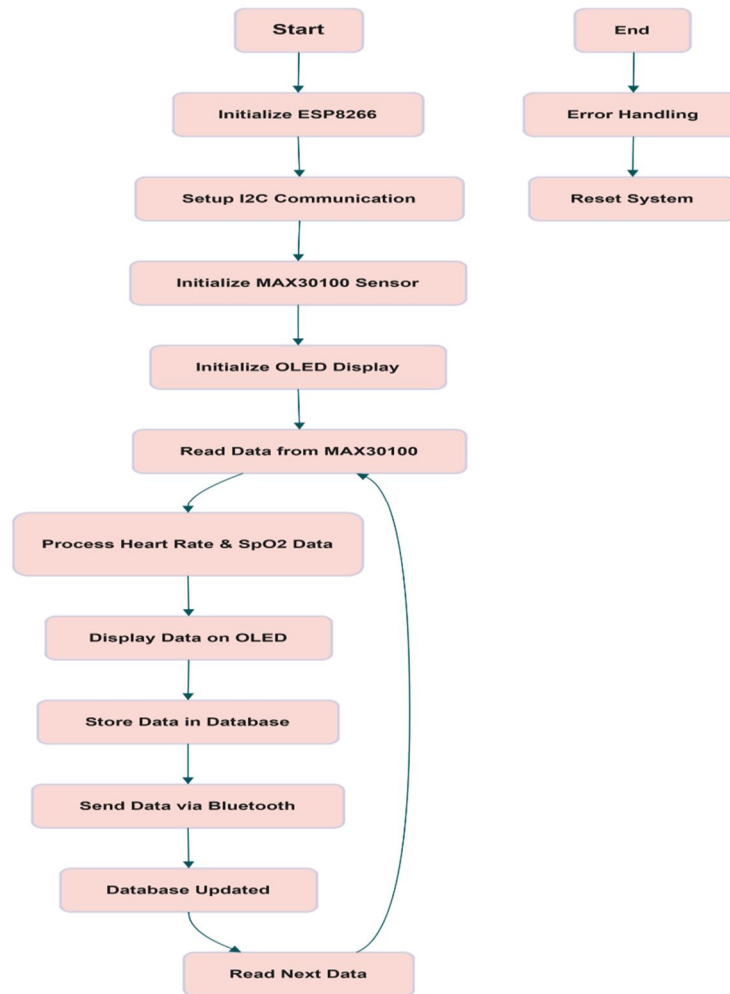 Start
Initialize ESP8266
Setup I2C Communication
Initialize MAX30100 Sensor
Initialize OLED Display
Read Data from MAX30100
Process Heart Rate & SpO2 Data
Display Data on OLED
Store Data in Database
Send Data via Bluetooth
Database Updated
Read Next Data
End
Error Handling
Reset System